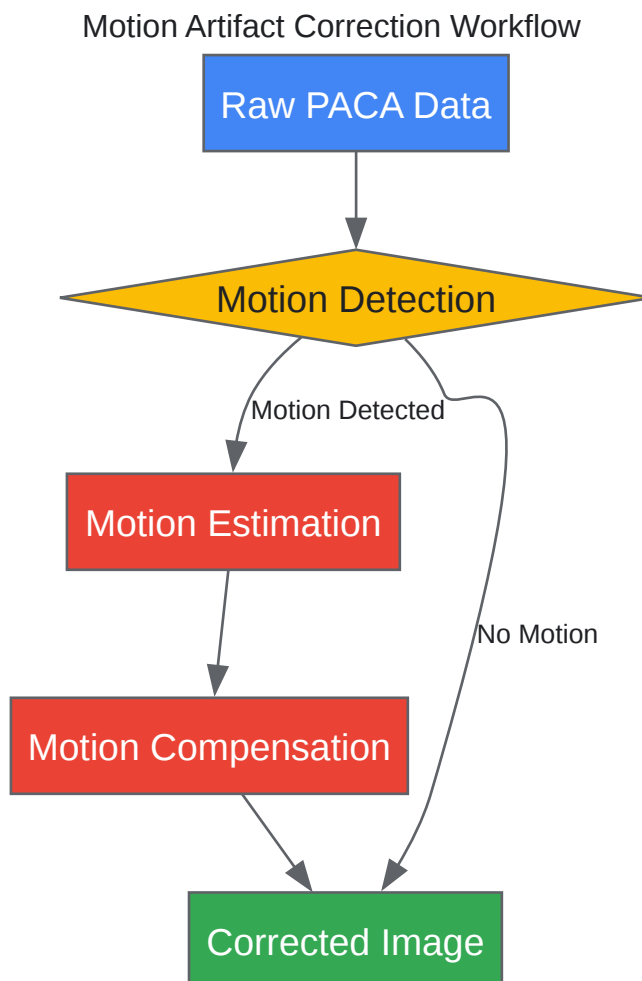 Motion Artifact Correction Workflow
Raw PACA Data
Motion Detection
Motion Detected
Motion Estimation
No Motion
Motion Compensation
Corrected Image